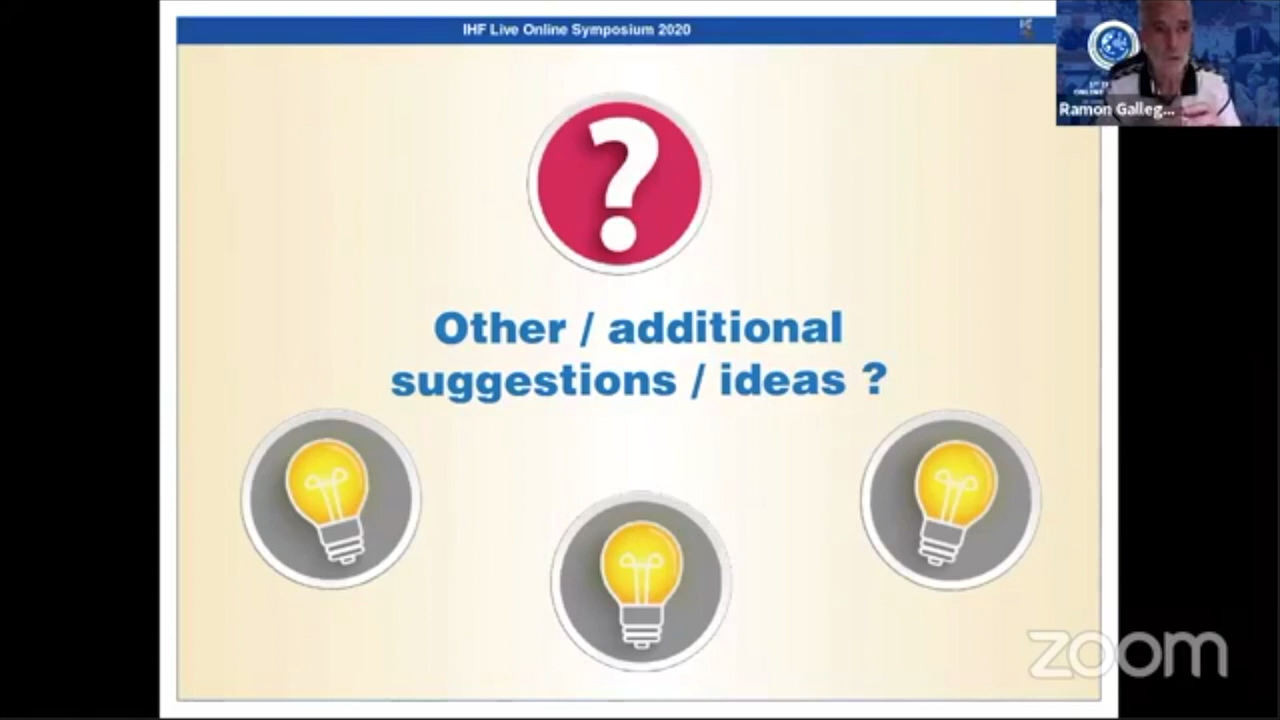 IHF Live Online Symposium 2020
Ramon Galleg...
?
Other / additional
suggestions / ideas ?
zoom